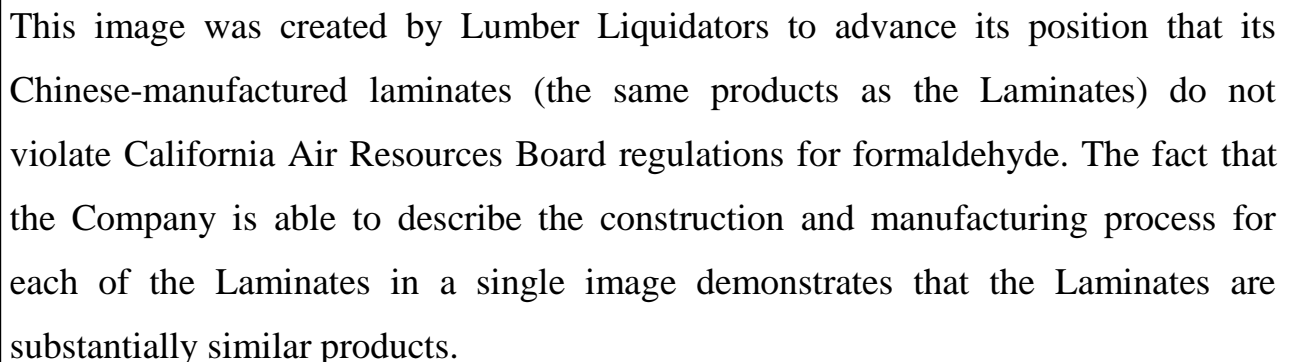 This image was created by Lumber Liquidators to advance its position that its
Chinese-manufactured laminates (the same products as the Laminates) do not
violate California Air Resources Board regulations for formaldehyde. The fact that
the Company is able to describe the construction and manufacturing process for
each of the Laminates in a single image demonstrates that the Laminates are
substantially similar products.